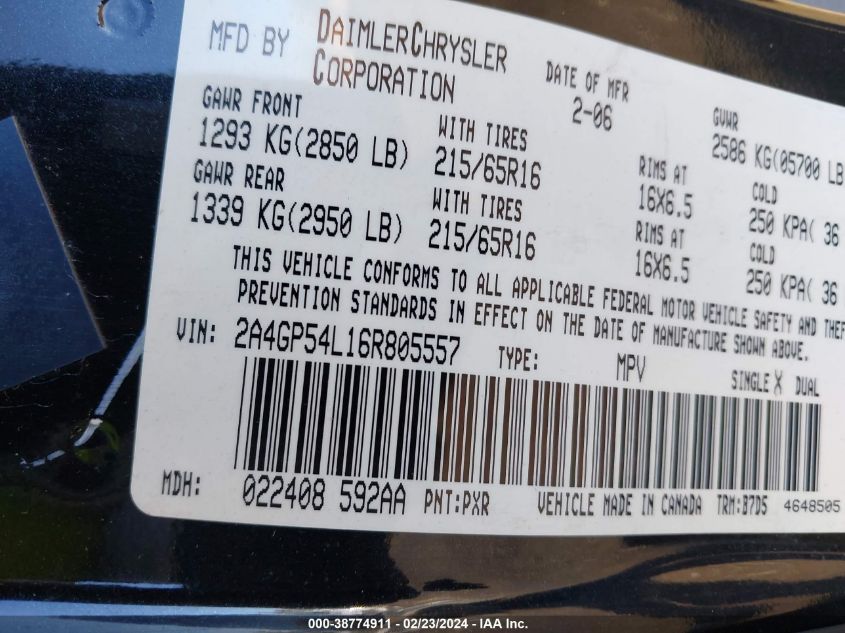 MFD BY DAIMLERCHRYSLER CORPORATION
DATE OF MFR 2-06
GVWR 2586 KG(05700 LB
GAWR FRONT 1293 KG(2850 LB)
WITH TIRES 215/65R16
RIMS AT 16X6.5
COLD 250 KPA( 36
GAWR REAR 1339 KG(2950 LB)
WITH TIRES 215/65R16
RIMS AT 16X6.5
COLD 250 KPA( 36
THIS VEHICLE CONFORMS TO ALL APPLICABLE FEDERAL MOTOR VEHICLE SAFETY AND THEF
PREVENTION STANDARDS IN EFFECT ON THE DATE OF MANUFACTURE SHOWN ABOVE.
VIN: 2A4GP54L16R805557 TYPE: MPV SINGLE X DUAL
MDH: 022408 592AA PNT:PXR VEHICLE MADE IN CANADA TRM:B7D5 4648505
000-38774911 - 02/23/2024 - IAA Inc.